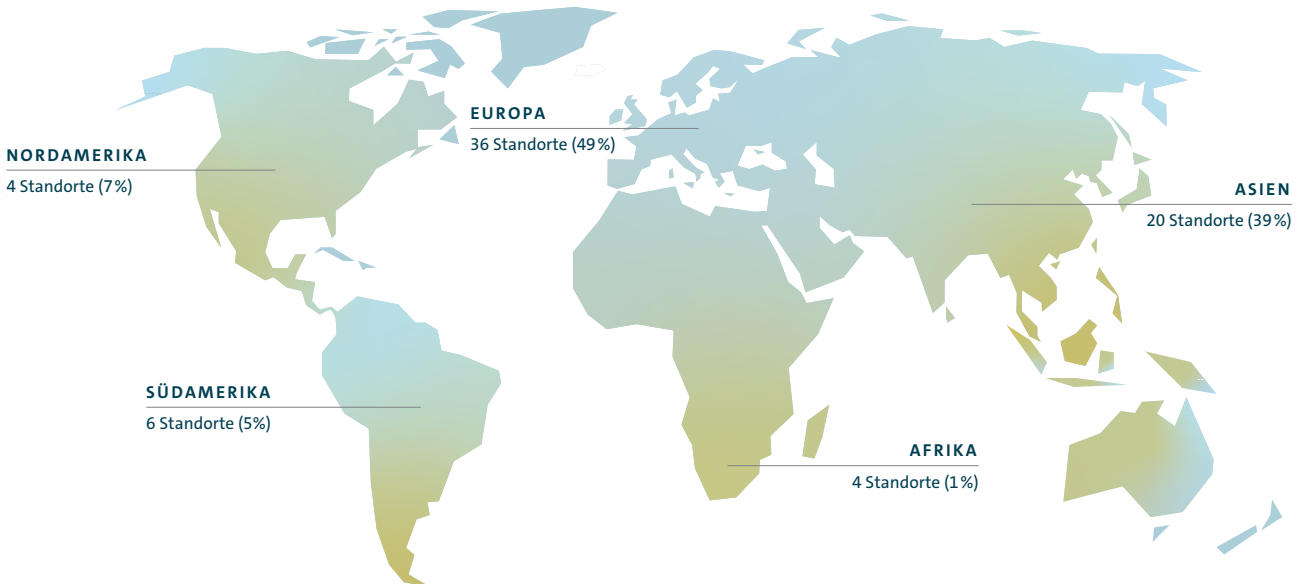 EUROPA
36 Standorte (49%)
NORDAMERIKA
4 Standorte (7%)
ASIEN
20 Standorte (39%)
SÜDAMERIKA
6 Standorte (5%)
AFRIKA
4 Standorte (1%)